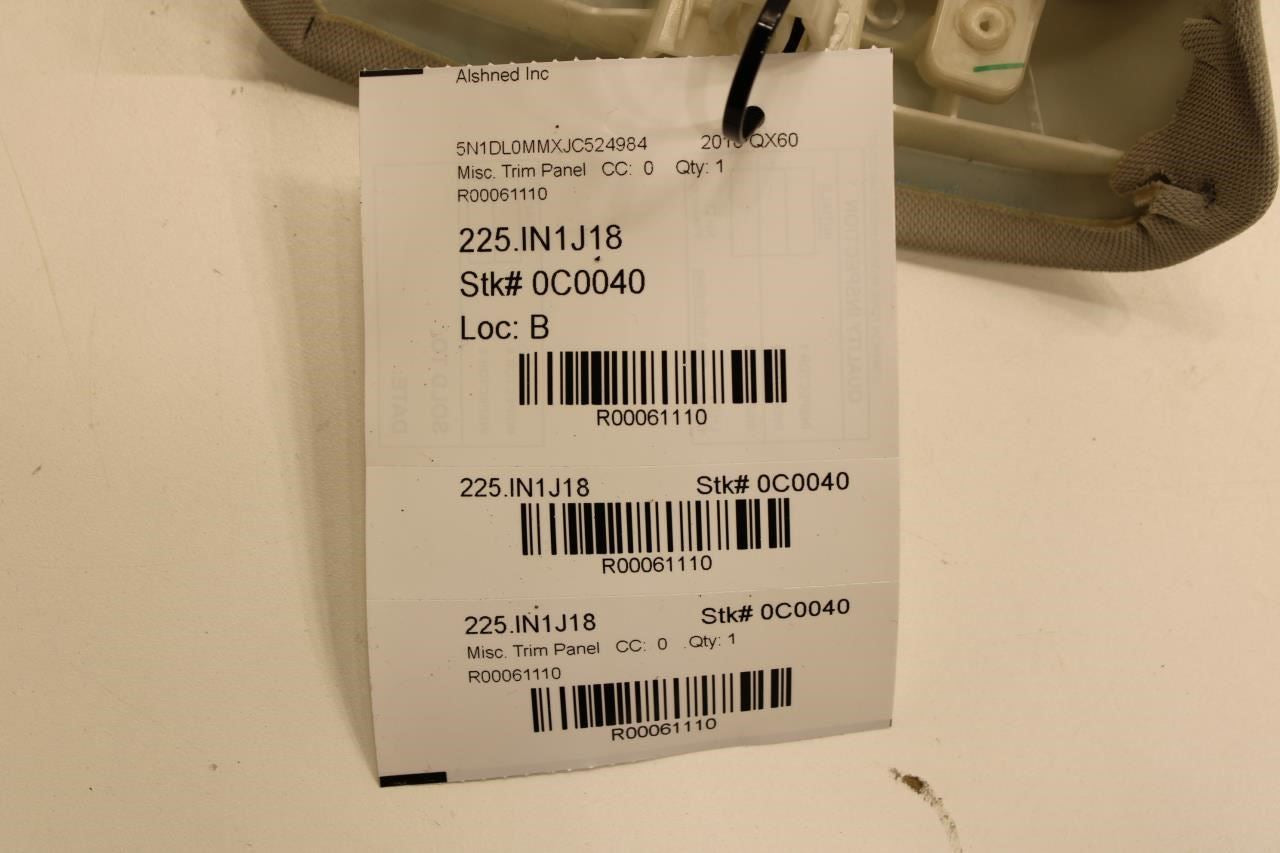 Alshned Inc
5N1DL0MMXJC524984 QX60
Misc. Trim Panel CC: 0 Qty: 1
R00061110
225.IN1J18
Stk# 0C0040
Loc: B
R00061110
225.IN1J18 Stk# 0C0040
R00061110
225.IN1J18 Stk# 0C0040
Misc. Trim Panel CC: 0 Qty: 1
R00061110
R00061110